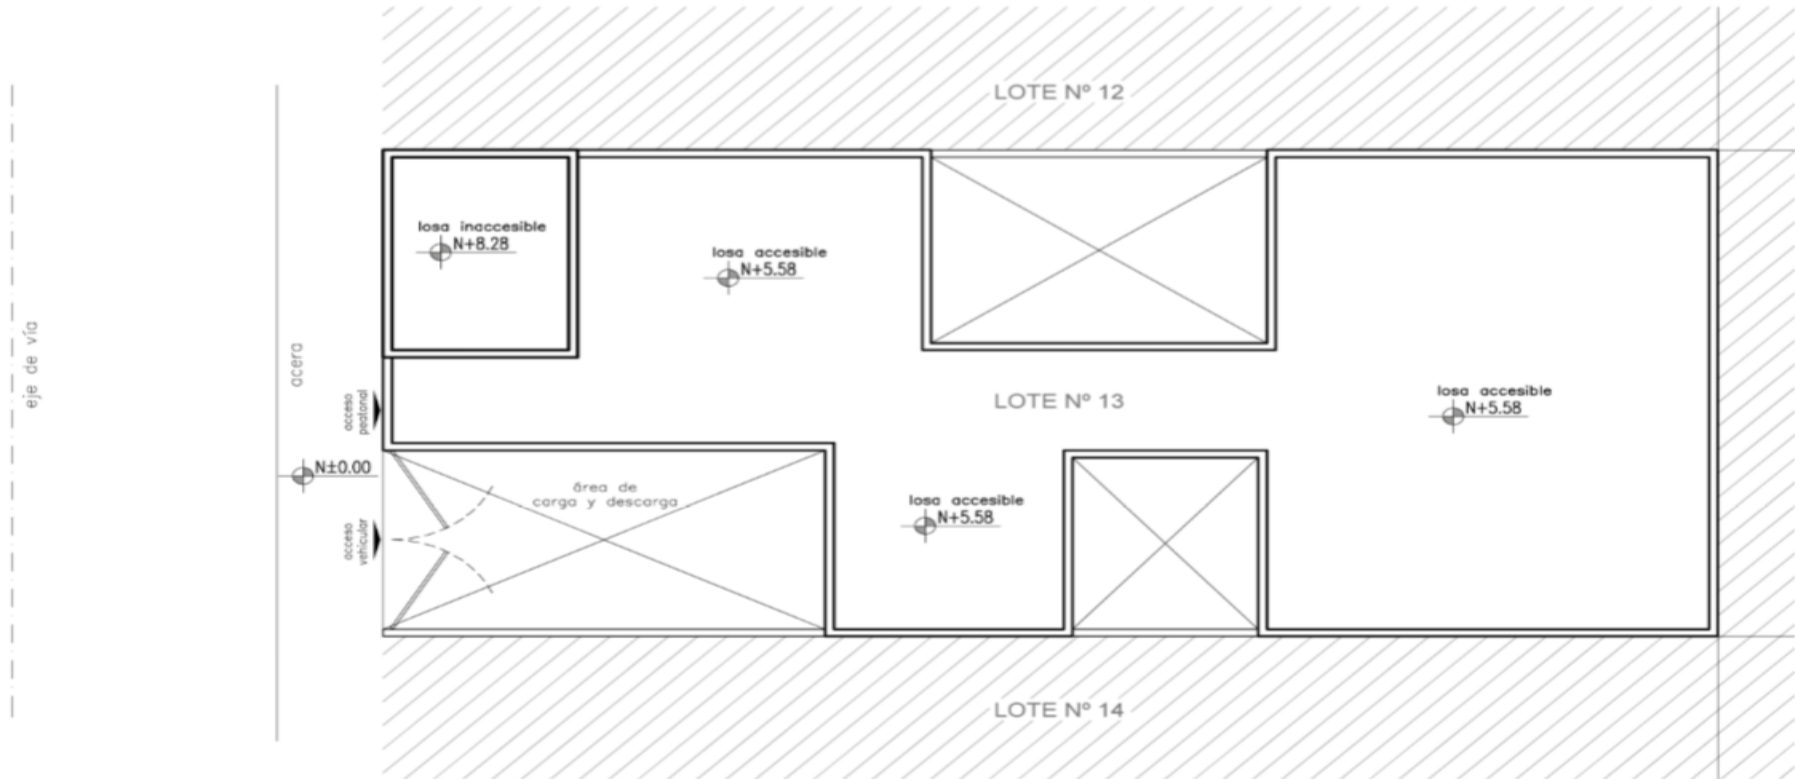 LOTE Nº 12
losa inaccesible
N+8.28
losa accesible
N+5.58
eje de vía
acera
acceso
peatonal
LOTE Nº 13
losa accesible
N+5.58
N±0.00
área de
carga y descarga
losa accesible
N+5.58
acceso
vehicular
LOTE Nº 14